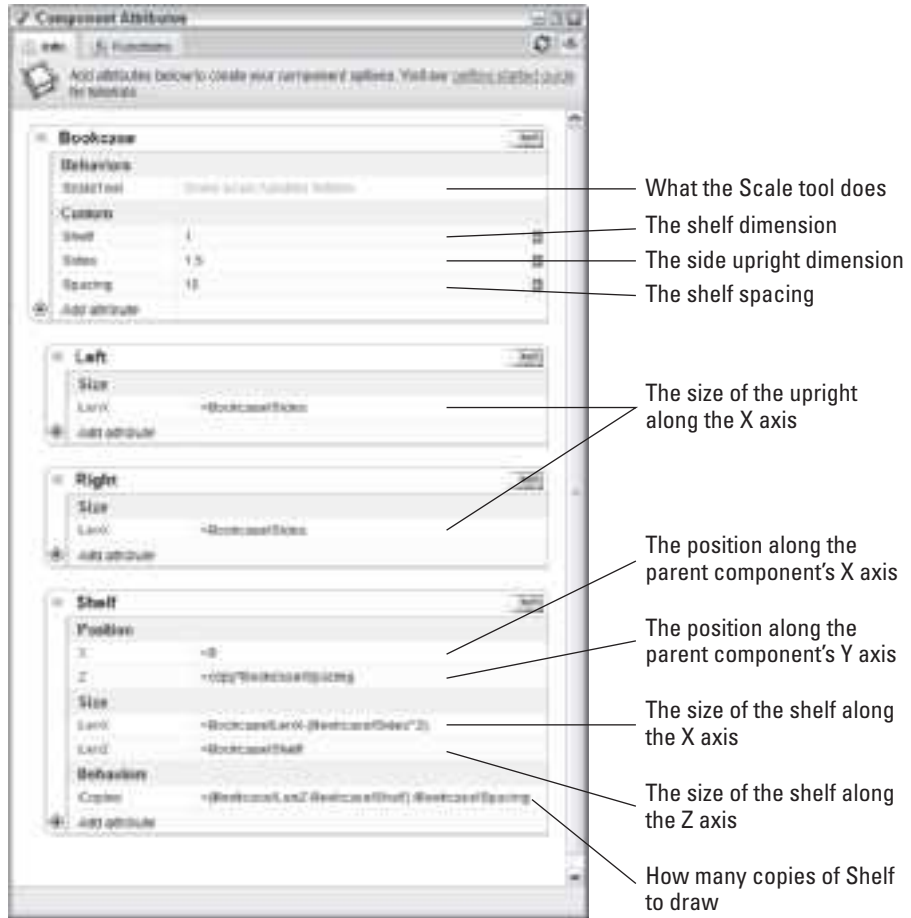 Component Attributes
Info
Functions
Add attributes below to create your component options. Visit our getting started guide
for tutorials
Bookcase
Behaviors
ScaleTool
What the Scale tool does
Custom
Shelf 1
The shelf dimension
Sides 1.5
The side upright dimension
Spacing
The shelf spacing
Add attribute
Left
Size
LenX =Bookcase!Sides
The size of the upright
along the X axis
Add attribute
Right
Size
LenX =Bookcase!Sides
Add attribute
Shelf
Position
The position along the
parent component's X axis
X
Z =copy*Bookcase!Spacing
The position along the
parent component's Y axis
Size
LenX =Bookcase!LenX-(Bookcase!Sides*2)
The size of the shelf along
the X axis
LenZ =Bookcase!Shelf
The size of the shelf along
the Z axis
Behaviors
Copies =(Bookcase!LenZ-Bookcase!Shelf)/Bookcase!Spacing
Add attribute
How many copies of Shelf
to draw